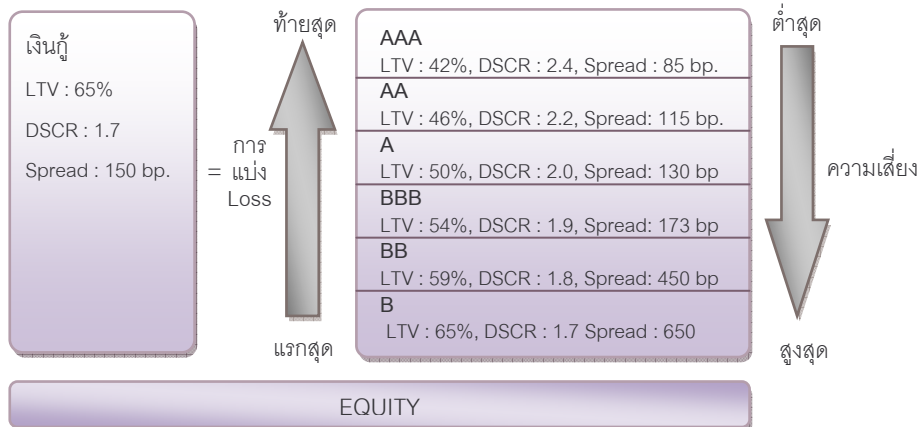 เงินกู้
LTV : 65%
DSCR : 1.7
Spread : 150 bp.
=
การ
แบ่ง
Loss
ท้ายสุด
แรกสุด
AAA
LTV : 42%, DSCR : 2.4, Spread : 85 bp.
AA
LTV : 46%, DSCR : 2.2, Spread: 115 bp.
A
LTV : 50%, DSCR : 2.0, Spread: 130 bp
BBB
LTV : 54%, DSCR : 1.9, Spread: 173 bp
BB
LTV : 59%, DSCR : 1.8, Spread: 450 bp
B
LTV : 65%, DSCR : 1.7 Spread : 650
ต่ำสุด
ความเสี่ยง
สูงสุด
EQUITY